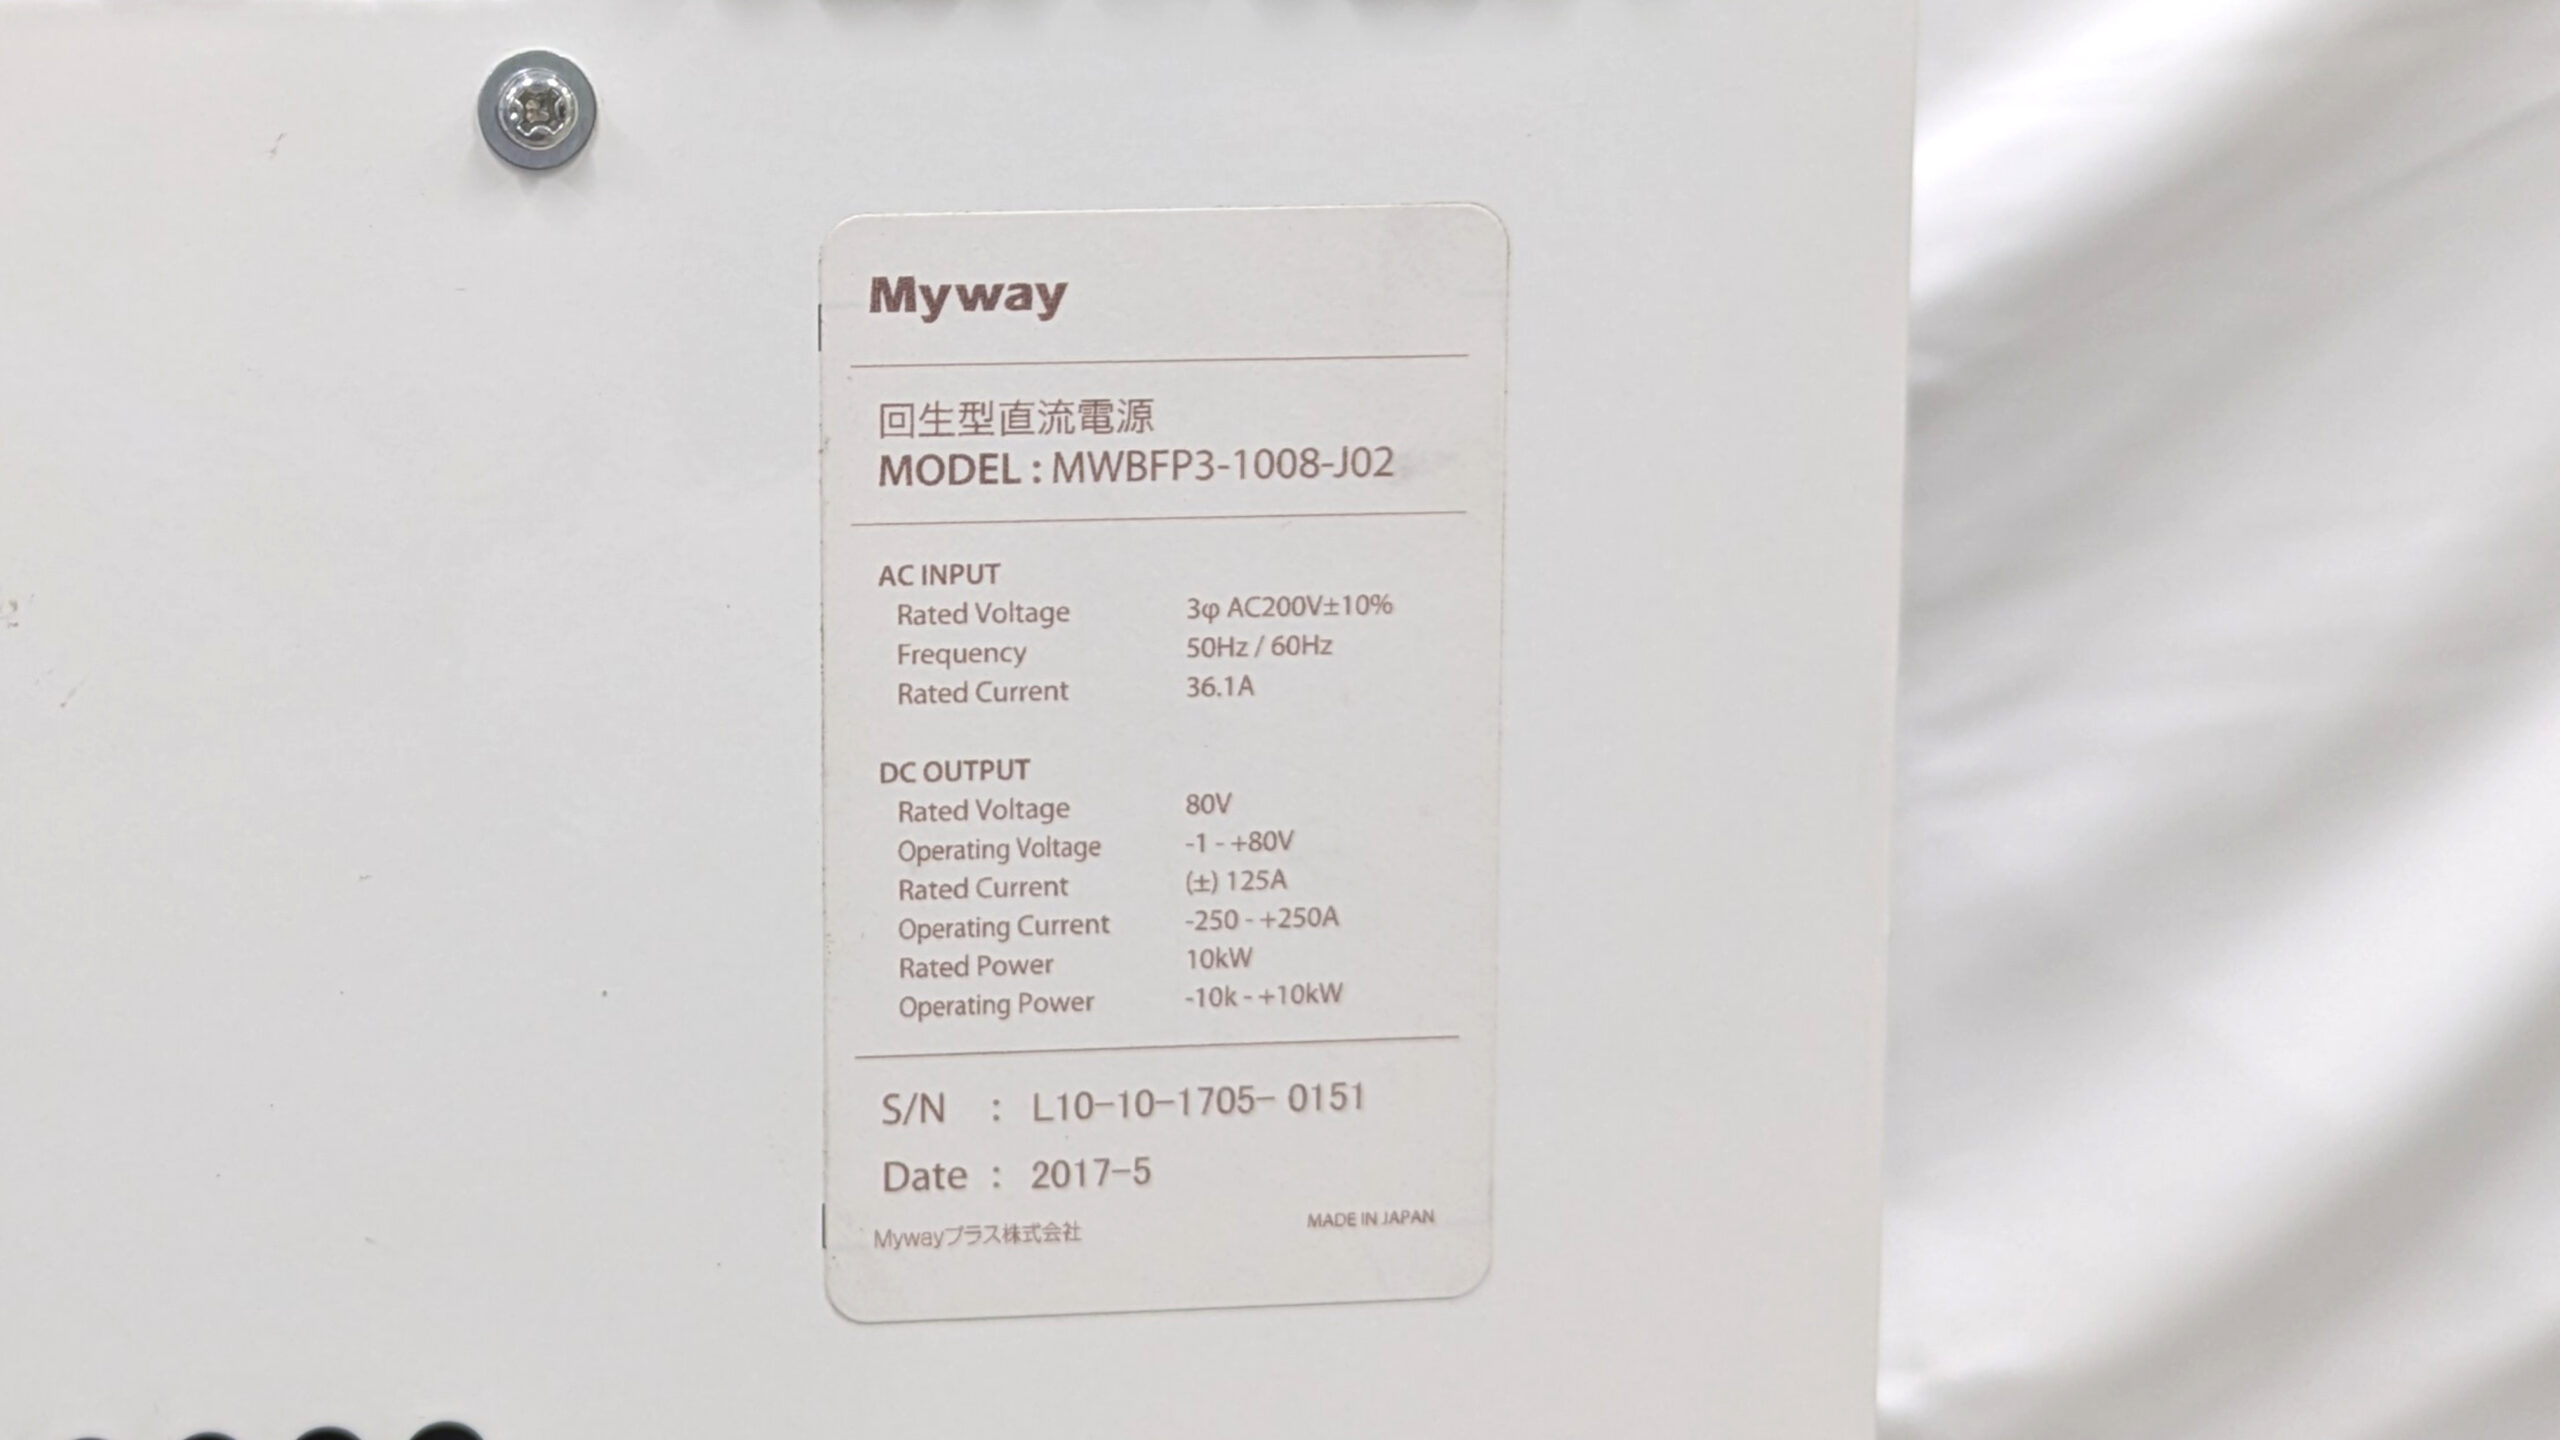 Myway
回生型直流電源
MODEL : MWBFP3-1008-J02
AC INPUT
Rated Voltage 3φ AC200V±10%
Frequency 50Hz / 60Hz
Rated Current 36.1A
DC OUTPUT
Rated Voltage 80V
Operating Voltage -1 - +80V
Rated Current (±) 125A
Operating Current -250 - +250A
Rated Power 10kW
Operating Power -10k - +10kW
S/N : L10-10-1705- 0151
Date : 2017-5
Mywayプラス株式会社 MADE IN JAPAN